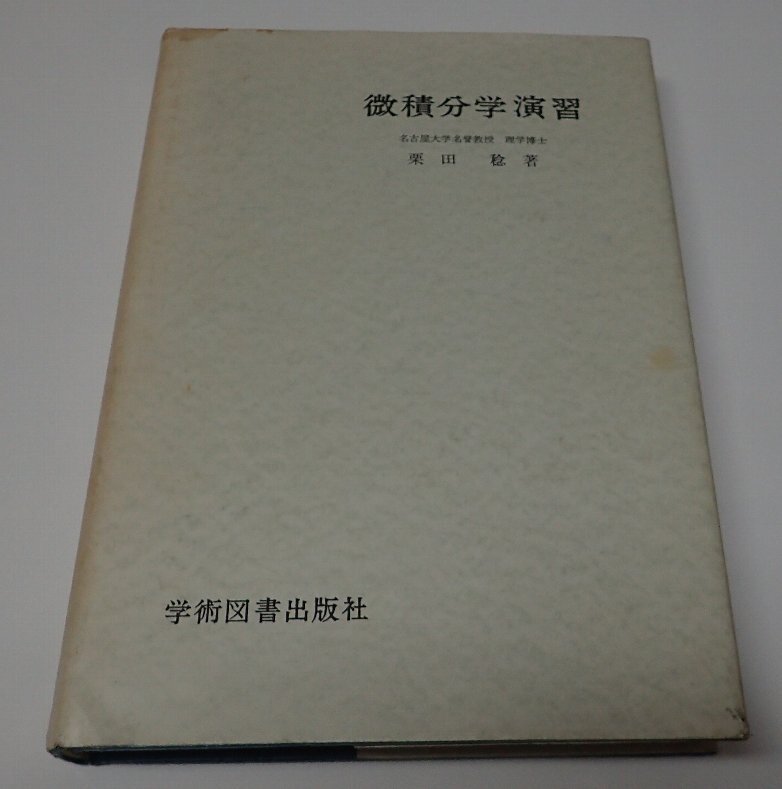 微積分学演習
名古屋大学名誉教授 理学博士
栗田 稔 著
学術図書出版社